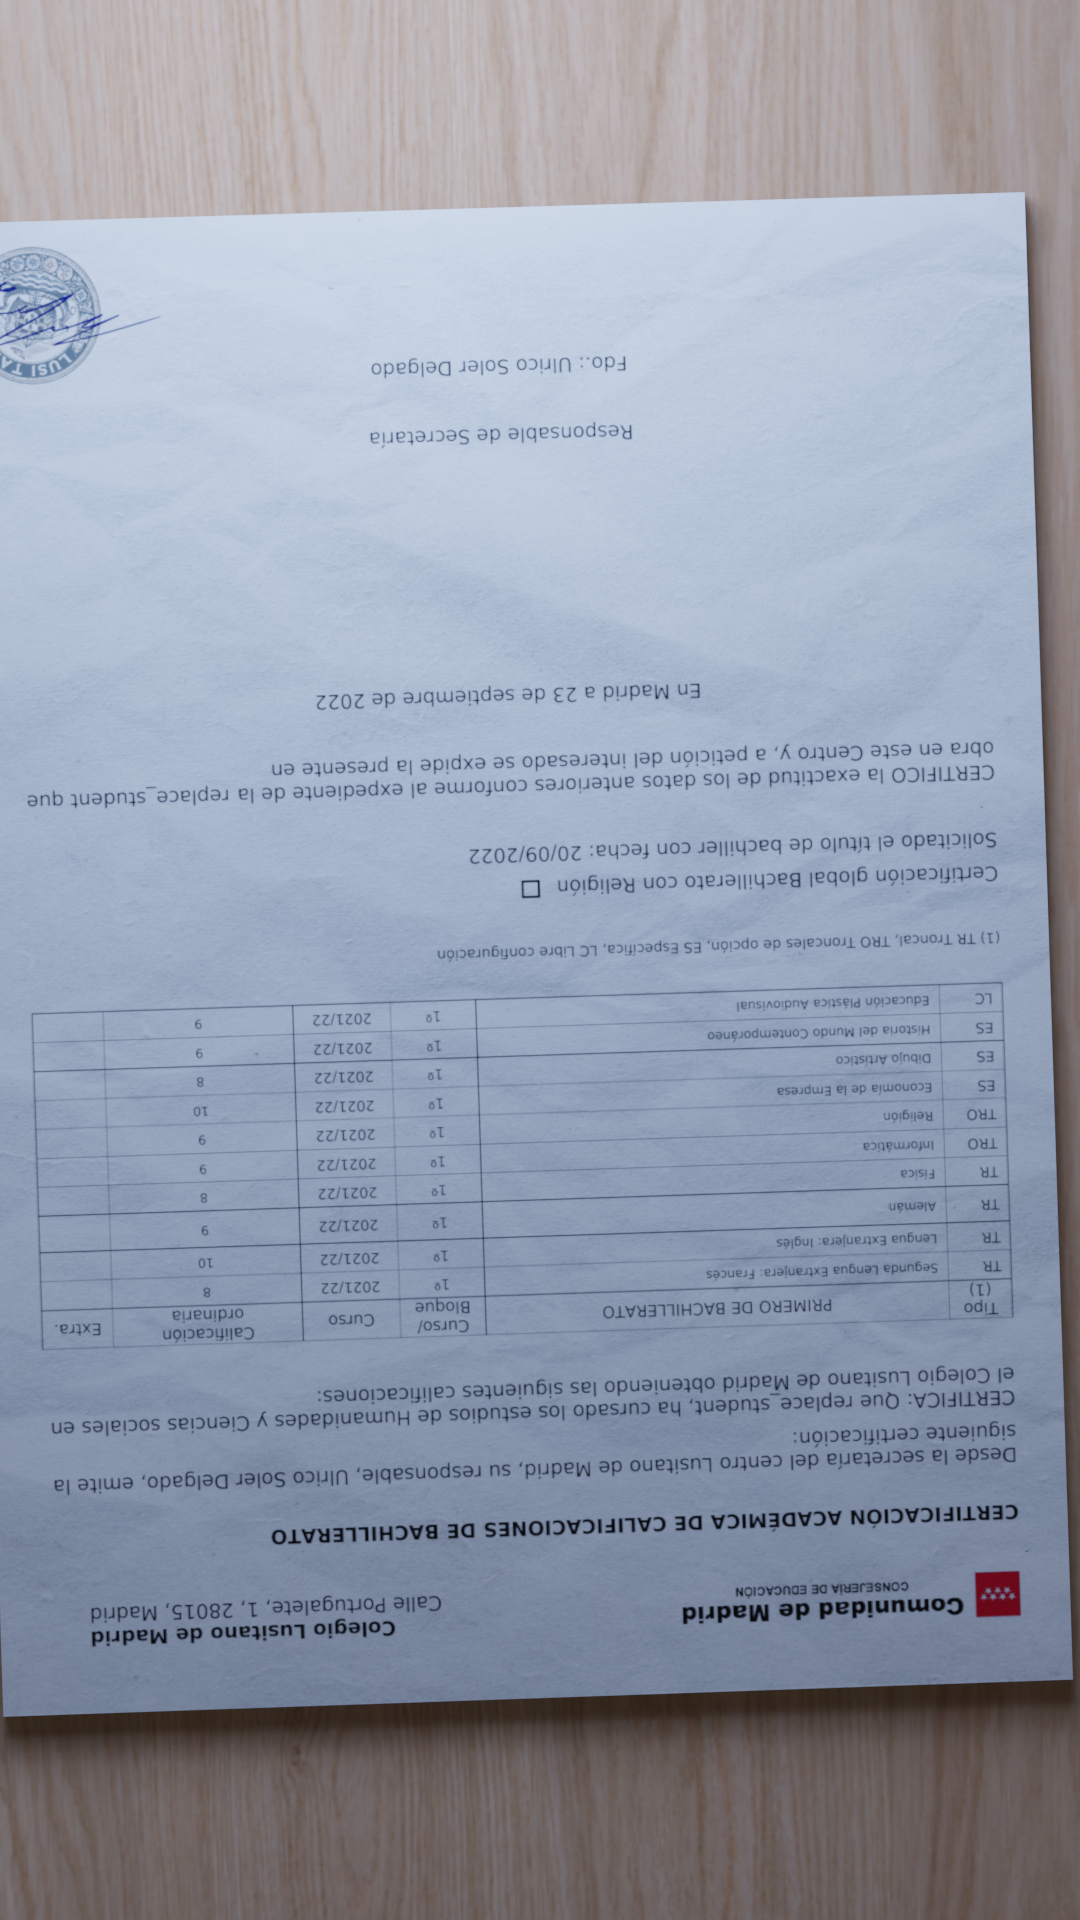 Comunidad de Madrid
CONSEJERÍA DE EDUCACIÓN
Colegio Lusitano de Madrid
Calle Portugalete, 1, 28015, Madrid
CERTIFICACIÓN ACADÉMICA DE CALIFICACIONES DE BACHILLERATO
Desde la secretaría del centro Lusitano de Madrid, su responsable, Ulrico Soler Delgado, emite la
siguiente certificación:
CERTIFICA: Que replace_student, ha cursado los estudios de Humanidades y Ciencias sociales en
el Colegio Lusitano de Madrid obteniendo las siguientes calificaciones:
Tipo (1) PRIMERO DE BACHILLERATO Curso/ Bloque Curso Calificación ordinaria Extra.
TR Segunda Lengua Extranjera: Francés 1º 2021/22 8
TR Lengua Extranjera: Inglés 1º 2021/22 10
TR Alemán 1º 2021/22 9
TR Física 1º 2021/22 8
TRO Informática 1º 2021/22 9
TRO Religión 1º 2021/22 9
ES Economía de la Empresa 1º 2021/22 10
ES Dibujo Artístico 1º 2021/22 8
ES Historia del Mundo Contemporáneo 1º 2021/22 9
LC Educación Plástica Audiovisual 1º 2021/22 9
(1) TR Troncal, TRO Troncales de opción, ES Específica, LC Libre configuración
Certificación global Bachillerato con Religión ☐
Solicitado el título de bachiller con fecha: 20/09/2022
CERTIFICO la exactitud de los datos anteriores conforme al expediente de la replace_student que
obra en este Centro y, a petición del interesado se expide la presente en
En Madrid a 23 de septiembre de 2022
Responsable de Secretaría
Fdo.: Ulrico Soler Delgado
LUSITA